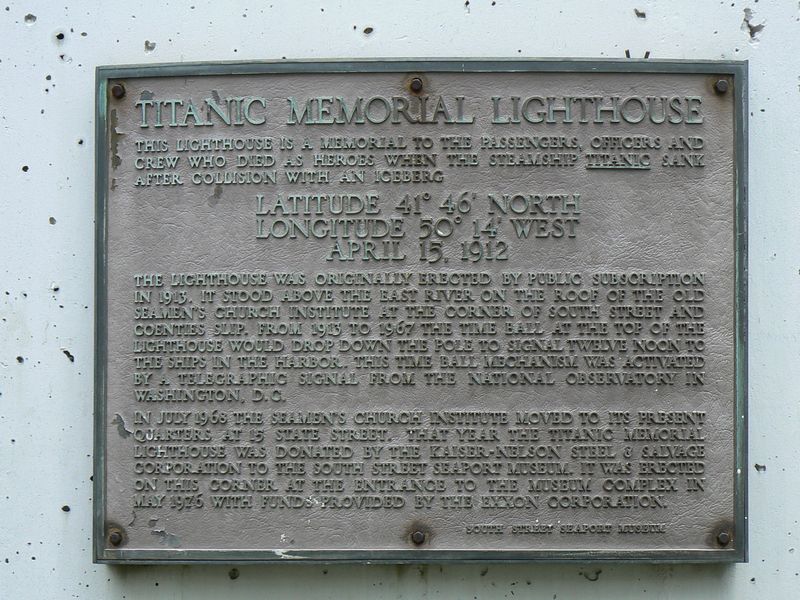 TITANIC MEMORIAL LIGHTHOUSE
THIS LIGHTHOUSE IS A MEMORIAL TO THE PASSENGERS, OFFICERS AND
CREW WHO DIED AS HEROES WHEN THE STEAMSHIP TITANIC SANK
AFTER COLLISION WITH AN ICEBERG
LATITUDE 41° 46' NORTH
LONGITUDE 50° 14' WEST
APRIL 15, 1912
THE LIGHTHOUSE WAS ORIGINALLY ERECTED BY PUBLIC SUBSCRIPTION
IN 1913. IT STOOD ABOVE THE EAST RIVER ON THE ROOF OF THE OLD
SEAMEN'S CHURCH INSTITUTE AT THE CORNER OF SOUTH STREET AND
COENTIES SLIP. FROM 1913 TO 1967 THE TIME BALL AT THE TOP OF THE
LIGHTHOUSE WOULD DROP DOWN THE POLE TO SIGNAL TWELVE NOON TO
THE SHIPS IN THE HARBOR. THIS TIME BALL MECHANISM WAS ACTIVATED
BY A TELEGRAPHIC SIGNAL FROM THE NATIONAL OBSERVATORY IN
WASHINGTON, D.C.
IN JULY 1968 THE SEAMEN'S CHURCH INSTITUTE MOVED TO ITS PRESENT
QUARTERS AT 15 STATE STREET. THAT YEAR THE TITANIC MEMORIAL
LIGHTHOUSE WAS DONATED BY THE KAISER-NELSON STEEL & SALVAGE
CORPORATION TO THE SOUTH STREET SEAPORT MUSEUM. IT WAS ERECTED
ON THIS CORNER AT THE ENTRANCE TO THE MUSEUM COMPLEX IN
MAY 1976 WITH FUNDS PROVIDED BY THE EXXON CORPORATION.
SOUTH STREET SEAPORT MUSEUM